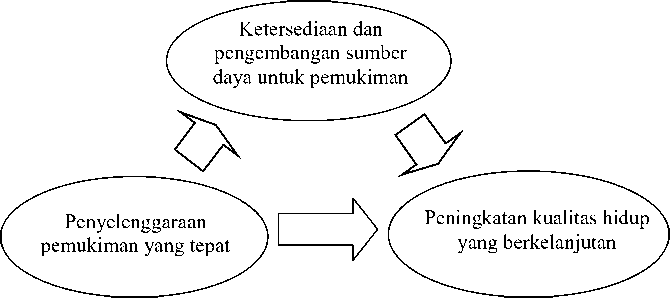 Ketersediaan dan
pengembangan sumber
daya untuk pemukiman
Penyelenggaraan
pemukiman yang tepat
Peningkatan kualitas hidup
yang berkelanjutan